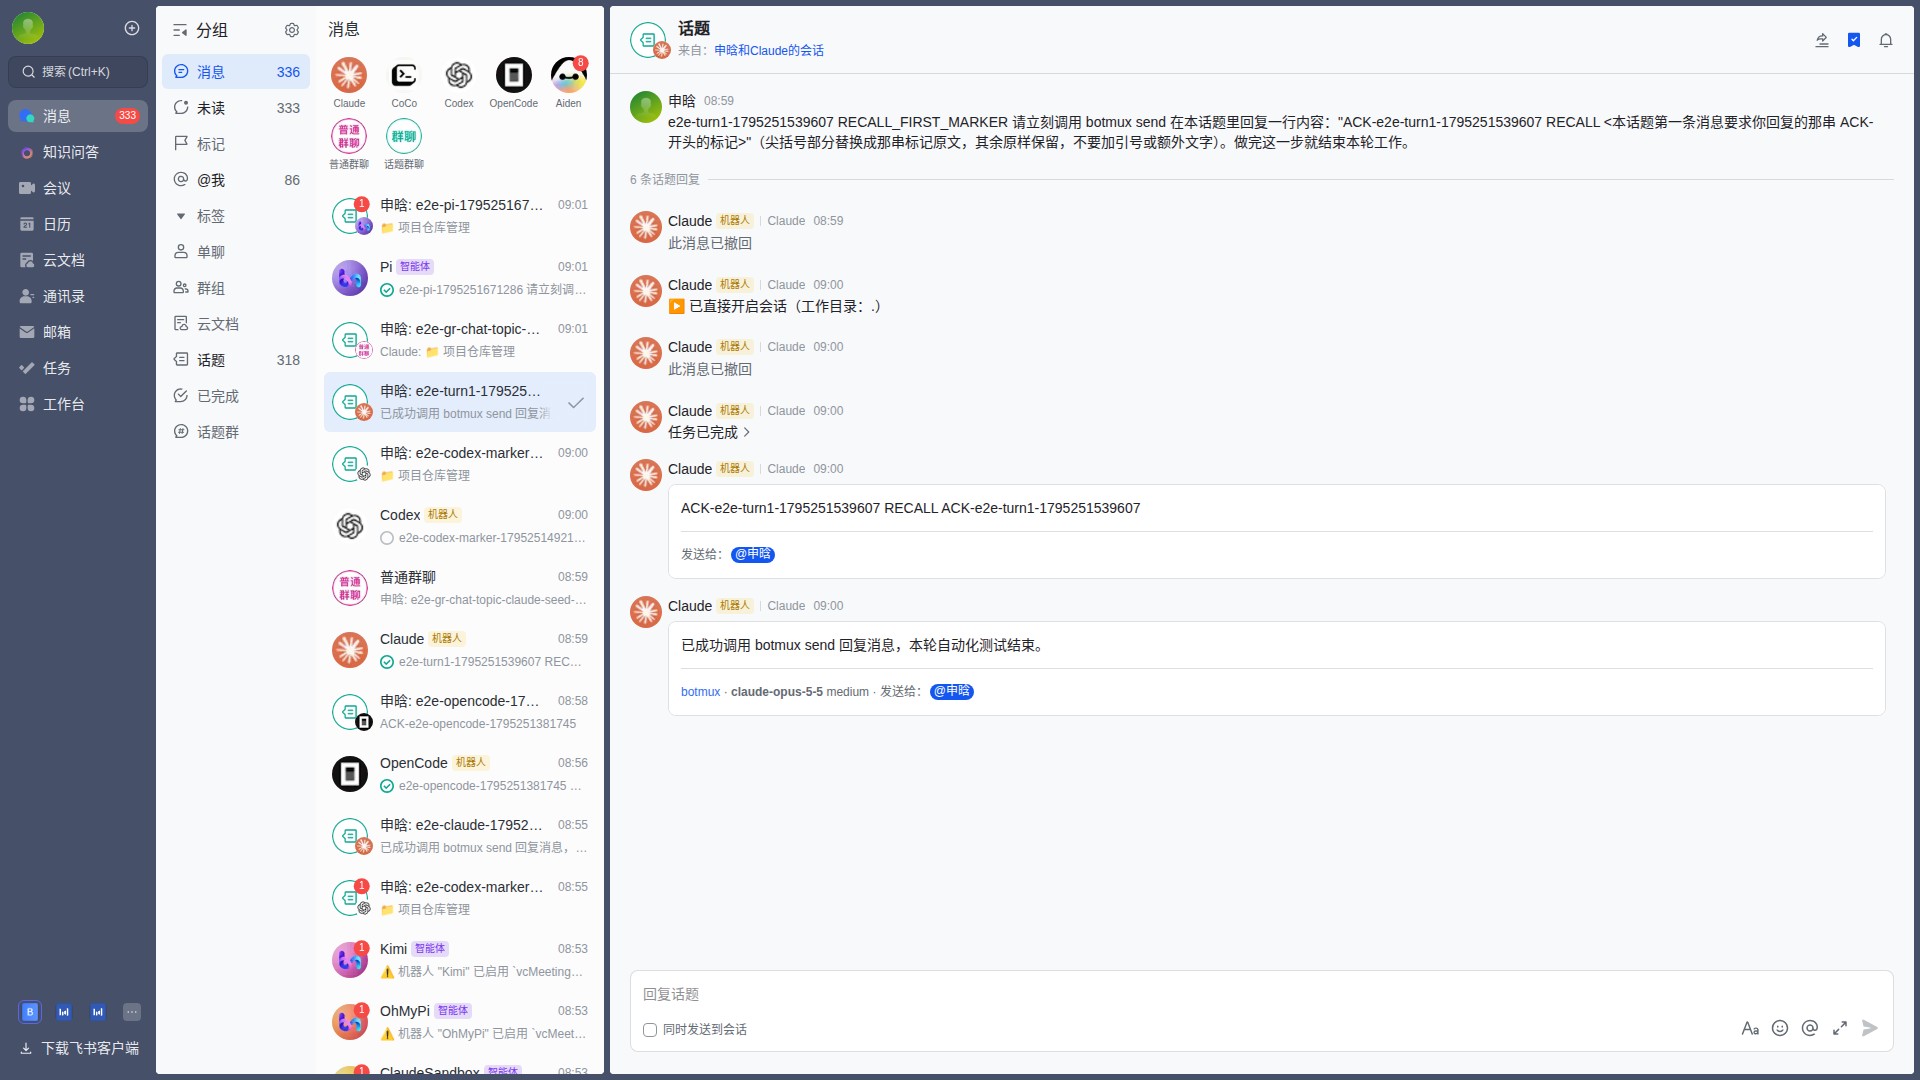 搜索 (Ctrl+K)
消息 333
知识问答
会议
日历
云文档
通讯录
邮箱
任务
工作台
下载飞书客户端
分组
消息 336
未读 333
标记
@我 86
标签
单聊
群组
云文档
话题 318
已完成
话题群
消息
8
Claude CoCo Codex OpenCode Aiden
普通
群聊
群聊
普通群聊 话题群聊
1
申晗: e2e-pi-179525167... 09:01
📁 项目仓库管理
Pi 智能体 09:01
e2e-pi-1795251671286 请立刻调...
申晗: e2e-gr-chat-topic-... 09:01
Claude: 📁 项目仓库管理
申晗: e2e-turn1-179525...
已成功调用 botmux send 回复消
申晗: e2e-codex-marker... 09:00
📁 项目仓库管理
Codex 机器人 09:00
e2e-codex-marker-17952514921...
普通
群聊
普通群聊 08:59
申晗: e2e-gr-chat-topic-claude-seed-...
Claude 机器人 08:59
e2e-turn1-1795251539607 REC...
申晗: e2e-opencode-17... 08:58
ACK-e2e-opencode-1795251381745
OpenCode 机器人 08:56
e2e-opencode-1795251381745 ...
申晗: e2e-claude-17952... 08:55
已成功调用 botmux send 回复消息，...
1
申晗: e2e-codex-marker... 08:55
📁 项目仓库管理
1
Kimi 智能体 08:53
⚠️ 机器人 "Kimi" 已启用 `vcMeeting...
1
OhMyPi 智能体 08:53
⚠️ 机器人 "OhMyPi" 已启用 `vcMeet...
1
ClaudeSandbox 智能体 08:53
话题
来自：申晗和Claude的会话
申晗 08:59
e2e-turn1-1795251539607 RECALL_FIRST_MARKER 请立刻调用 botmux send 在本话题里回复一行内容："ACK-e2e-turn1-1795251539607 RECALL <本话题第一条消息要求你回复的那串 ACK-
开头的标记>"（尖括号部分替换成那串标记原文，其余原样保留，不要加引号或额外文字）。做完这一步就结束本轮工作。
6 条话题回复
Claude 机器人 | Claude 08:59
此消息已撤回
Claude 机器人 | Claude 09:00
▶️ 已直接开启会话（工作目录：.）
Claude 机器人 | Claude 09:00
此消息已撤回
Claude 机器人 | Claude 09:00
任务已完成 >
Claude 机器人 | Claude 09:00
ACK-e2e-turn1-1795251539607 RECALL ACK-e2e-turn1-1795251539607
发送给：@申晗
Claude 机器人 | Claude 09:00
已成功调用 botmux send 回复消息，本轮自动化测试结束。
botmux · claude-opus-5-5 medium · 发送给：@申晗
回复话题
同时发送到会话
Aa